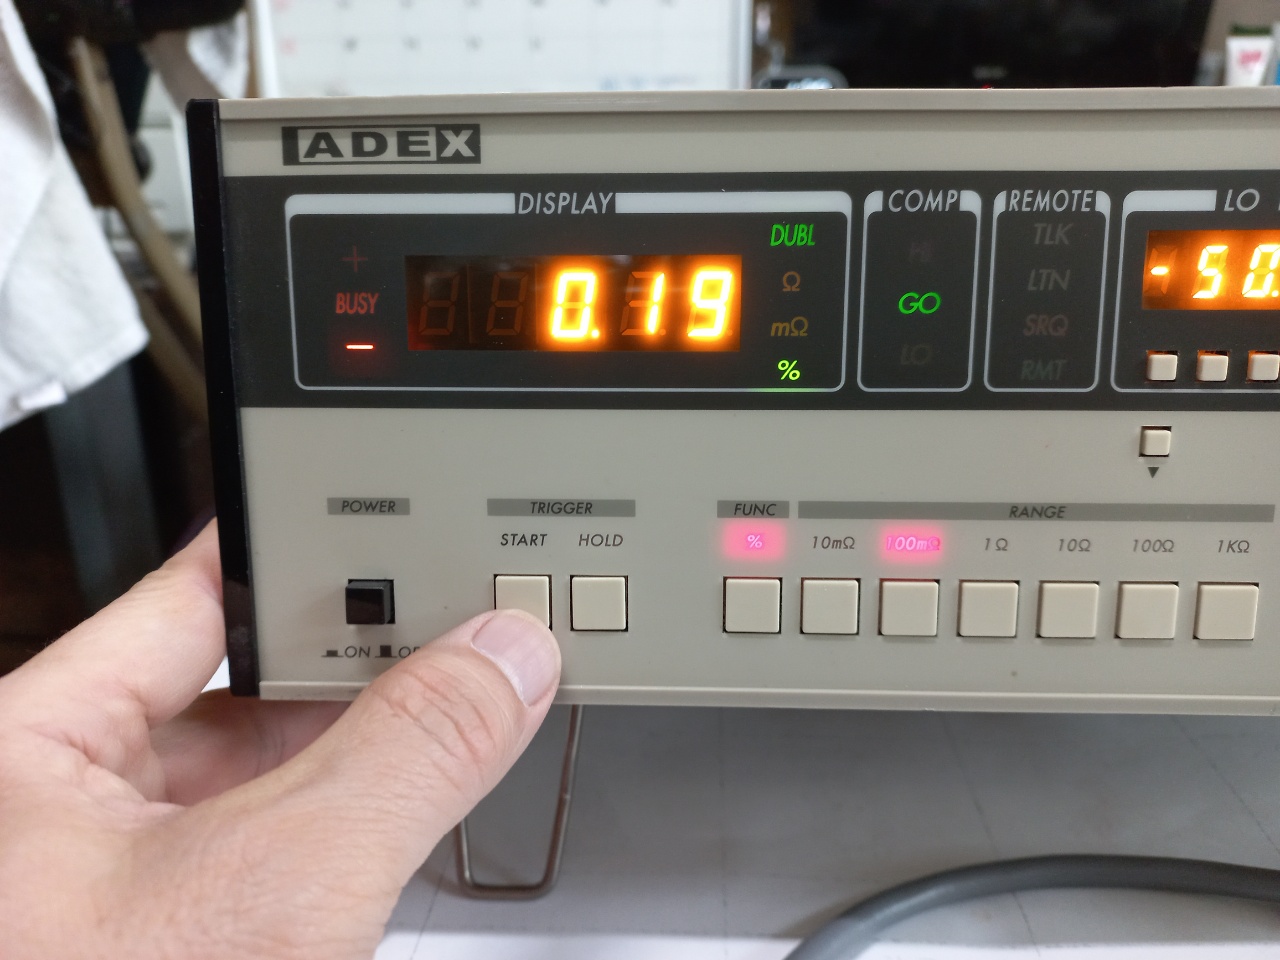 ADEX
DISPLAY
COMP
REMOTE
LO
+
BUSY
-
0.19
DUBL
Ω
mΩ
%
HI
GO
LO
TLK
LTN
SRQ
RMT
-50.
▼
POWER
TRIGGER
FUNC
RANGE
START
HOLD
%
10mΩ
100mΩ
1Ω
10Ω
100Ω
1KΩ
ON